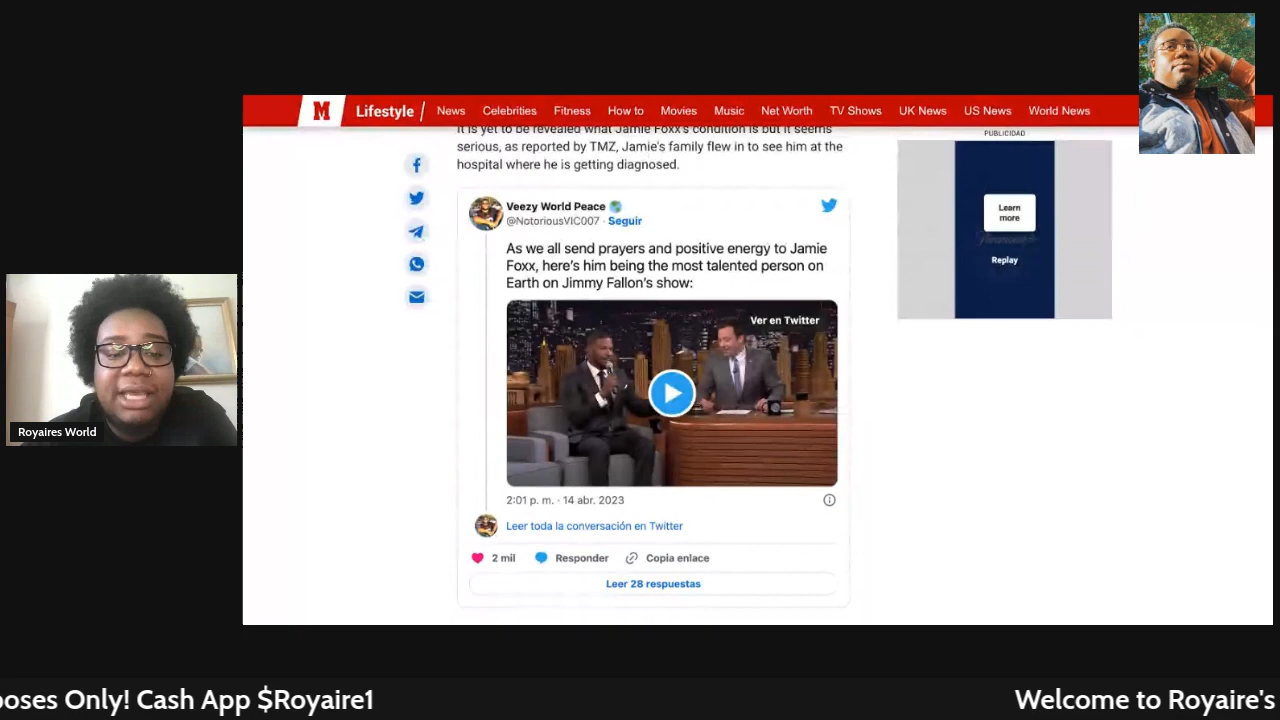 M Lifestyle News Celebrities Fitness How to Movies Music Net Worth TV Shows UK News US News World News
It is yet to be revealed what Jamie Foxx's condition is but it seems
serious, as reported by TMZ, Jamie's family flew in to see him at the
hospital where he is getting diagnosed.
PUBLICIDAD
Learn
more
Replay
Veezy World Peace
@NotoriousVIC007 · Seguir
As we all send prayers and positive energy to Jamie
Foxx, here's him being the most talented person on
Earth on Jimmy Fallon's show:
Ver en Twitter
2:01 p. m. · 14 abr. 2023
Leer toda la conversación en Twitter
2 mil Responder Copia enlace
Leer 28 respuestas
Royaires World
poses Only! Cash App $Royaire1
Welcome to Royaire's